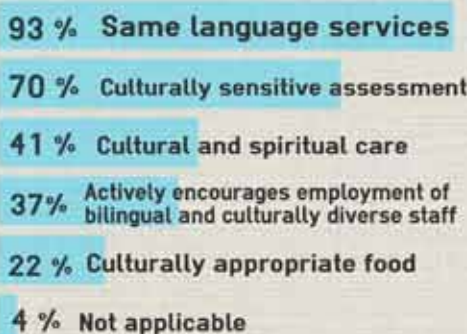 93 % Same language services
70 % Culturally sensitive assessment
41 % Cultural and spiritual care
37% Actively encourages employment of
bilingual and culturally diverse staff
22 % Culturally appropriate food
4 % Not applicable